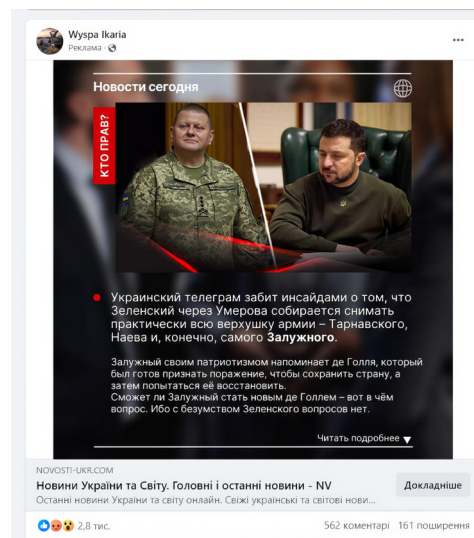 Wyspa Ikaria
Реклама ·
Новости сегодня
КТО ПРАВ?
Украинский телеграм забит инсайдами о том, что
Зеленский через Умерова собирается снимать
практически всю верхушку армии – Тарнавского,
Наева и, конечно, самого Залужного.
Залужный своим патриотизмом напоминает де Голля, который
был готов признать поражение, чтобы сохранить страну, а
затем попытаться её восстановить.
Сможет ли Залужный стать новым де Голлем – вот в чём
вопрос. Ибо с безумством Зеленского вопросов нет.
Читать подробнее
NOVOSTI-UKR.COM
Новини України та Світу. Головні і останні новини - NV
Останні новини України та світу онлайн. Свіжі українські та світові нови...
Докладніше
2,8 тис.
562 коментарі 161 поширення